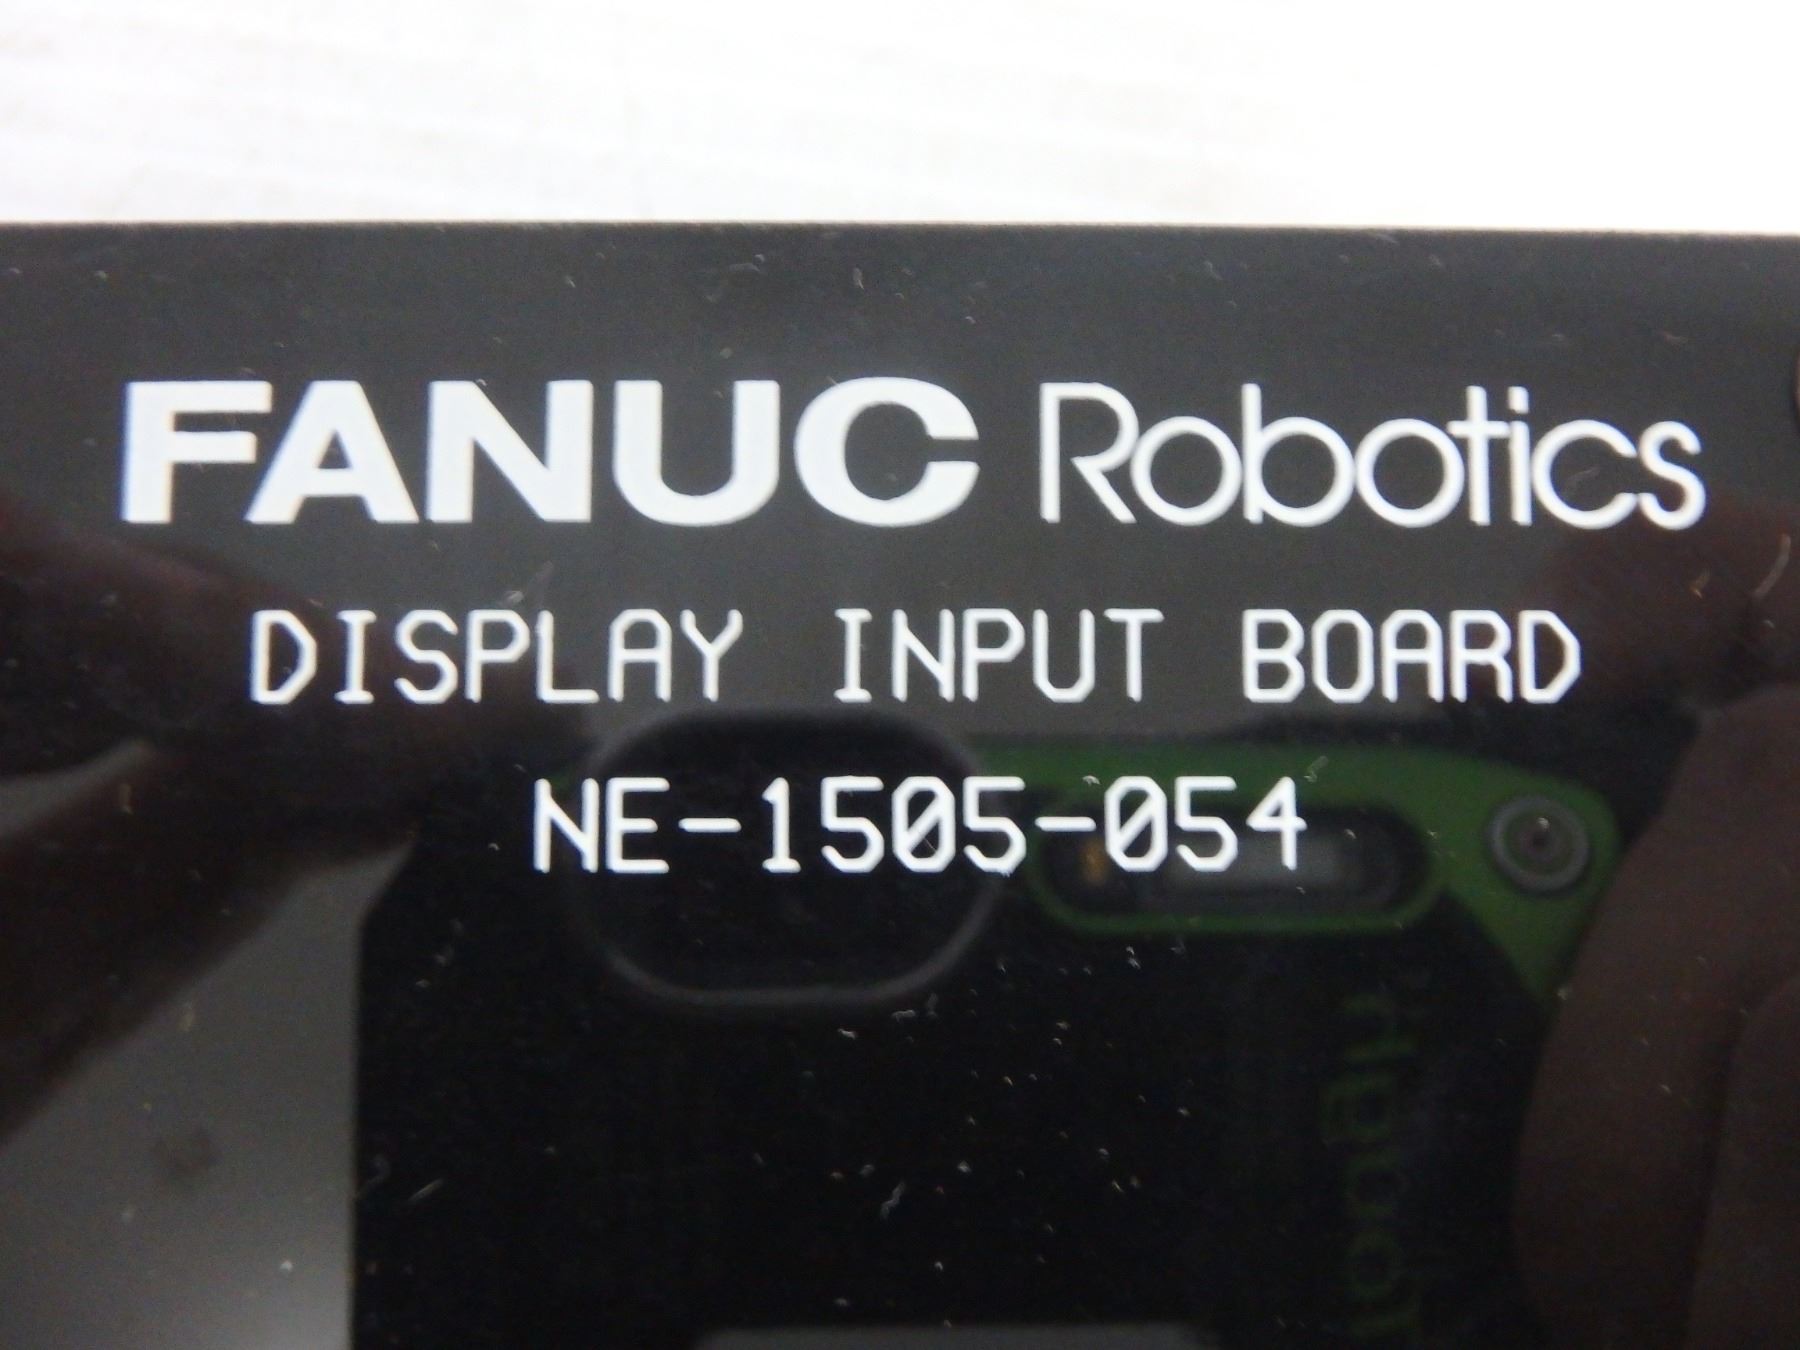 FANUC Robotics
DISPLAY INPUT BOARD
NE-1505-054